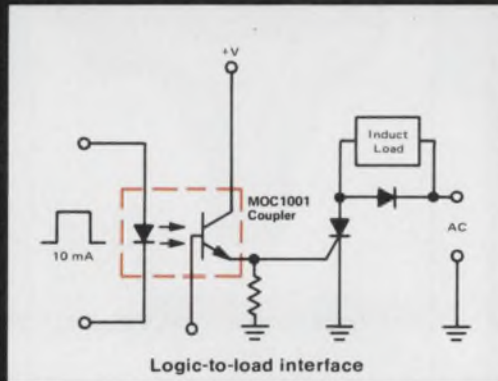 +V
Induct
Load
MOC1001
Coupler
10 mA
AC
Logic-to-load interface